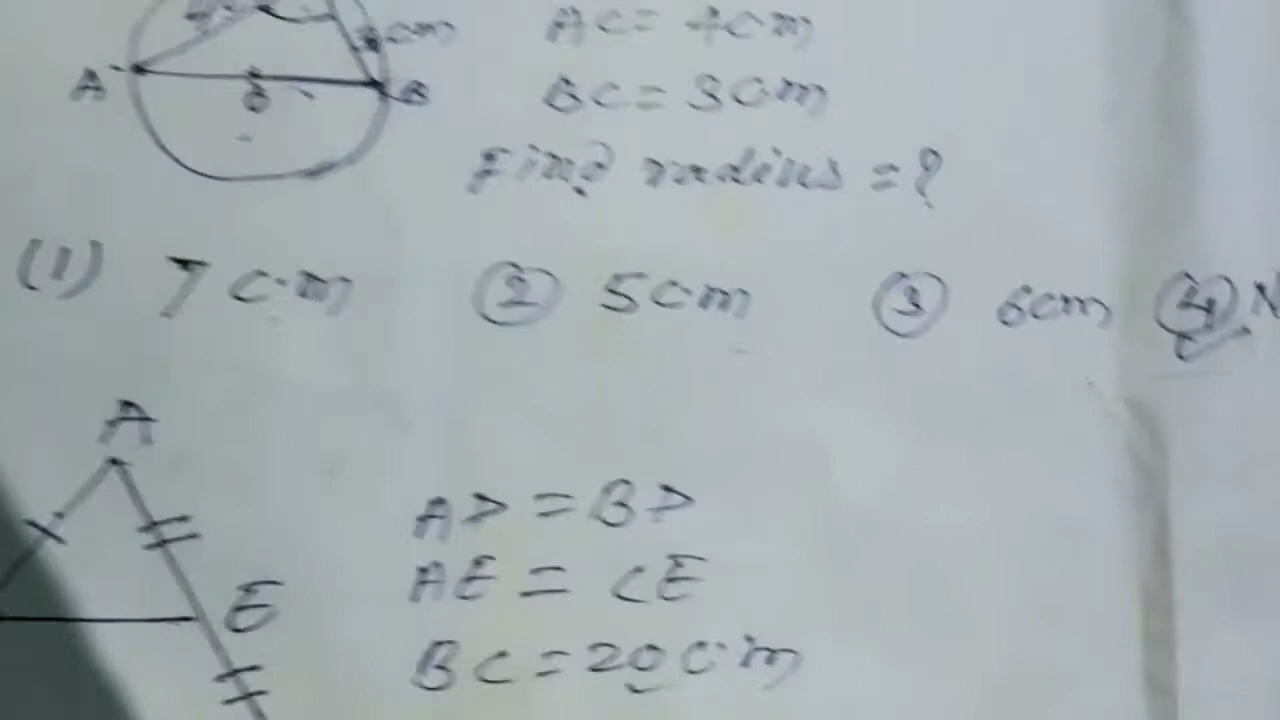 AC = 4cm
A
O
B
BC = 3cm
Find radius = ?
(1) 7 cm (2) 5cm (3) 6cm (4) N
A
AD = BD
AE = CE
E
BC = 20 cm